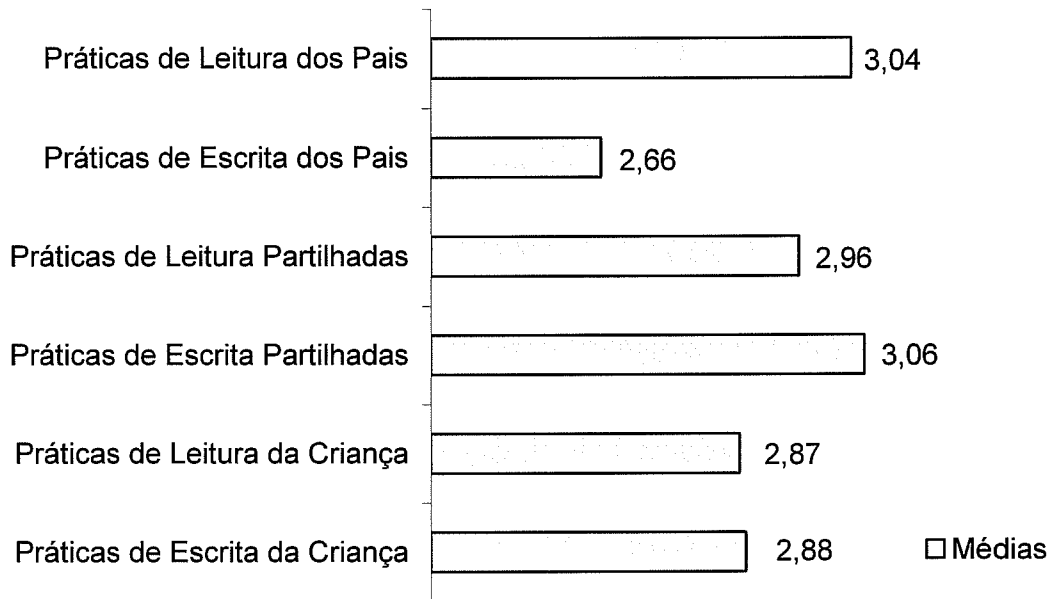 Práticas de Leitura dos Pais 3,04
Práticas de Escrita dos Pais 2,66
Práticas de Leitura Partilhadas 2,96
Práticas de Escrita Partilhadas 3,06
Práticas de Leitura da Criança 2,87
Práticas de Escrita da Criança 2,88
Médias